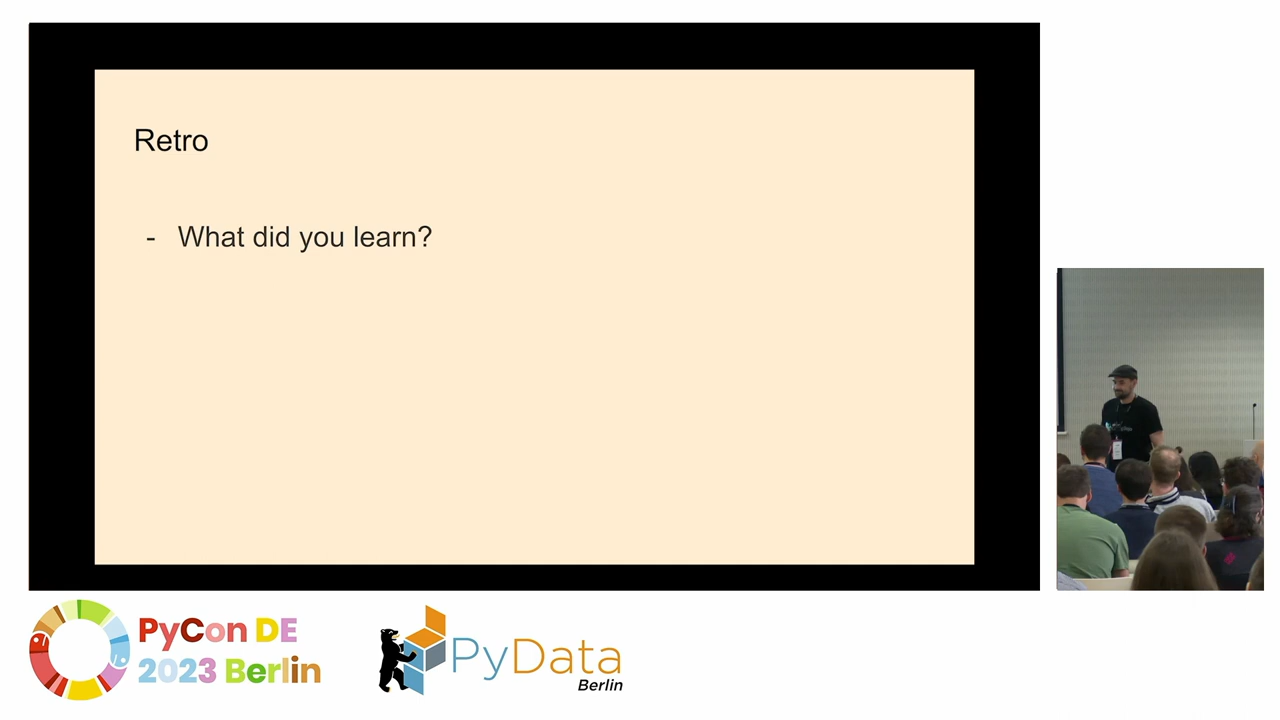 Retro
- What did you learn?
PyCon DE
2023 Berlin
PyData
Berlin